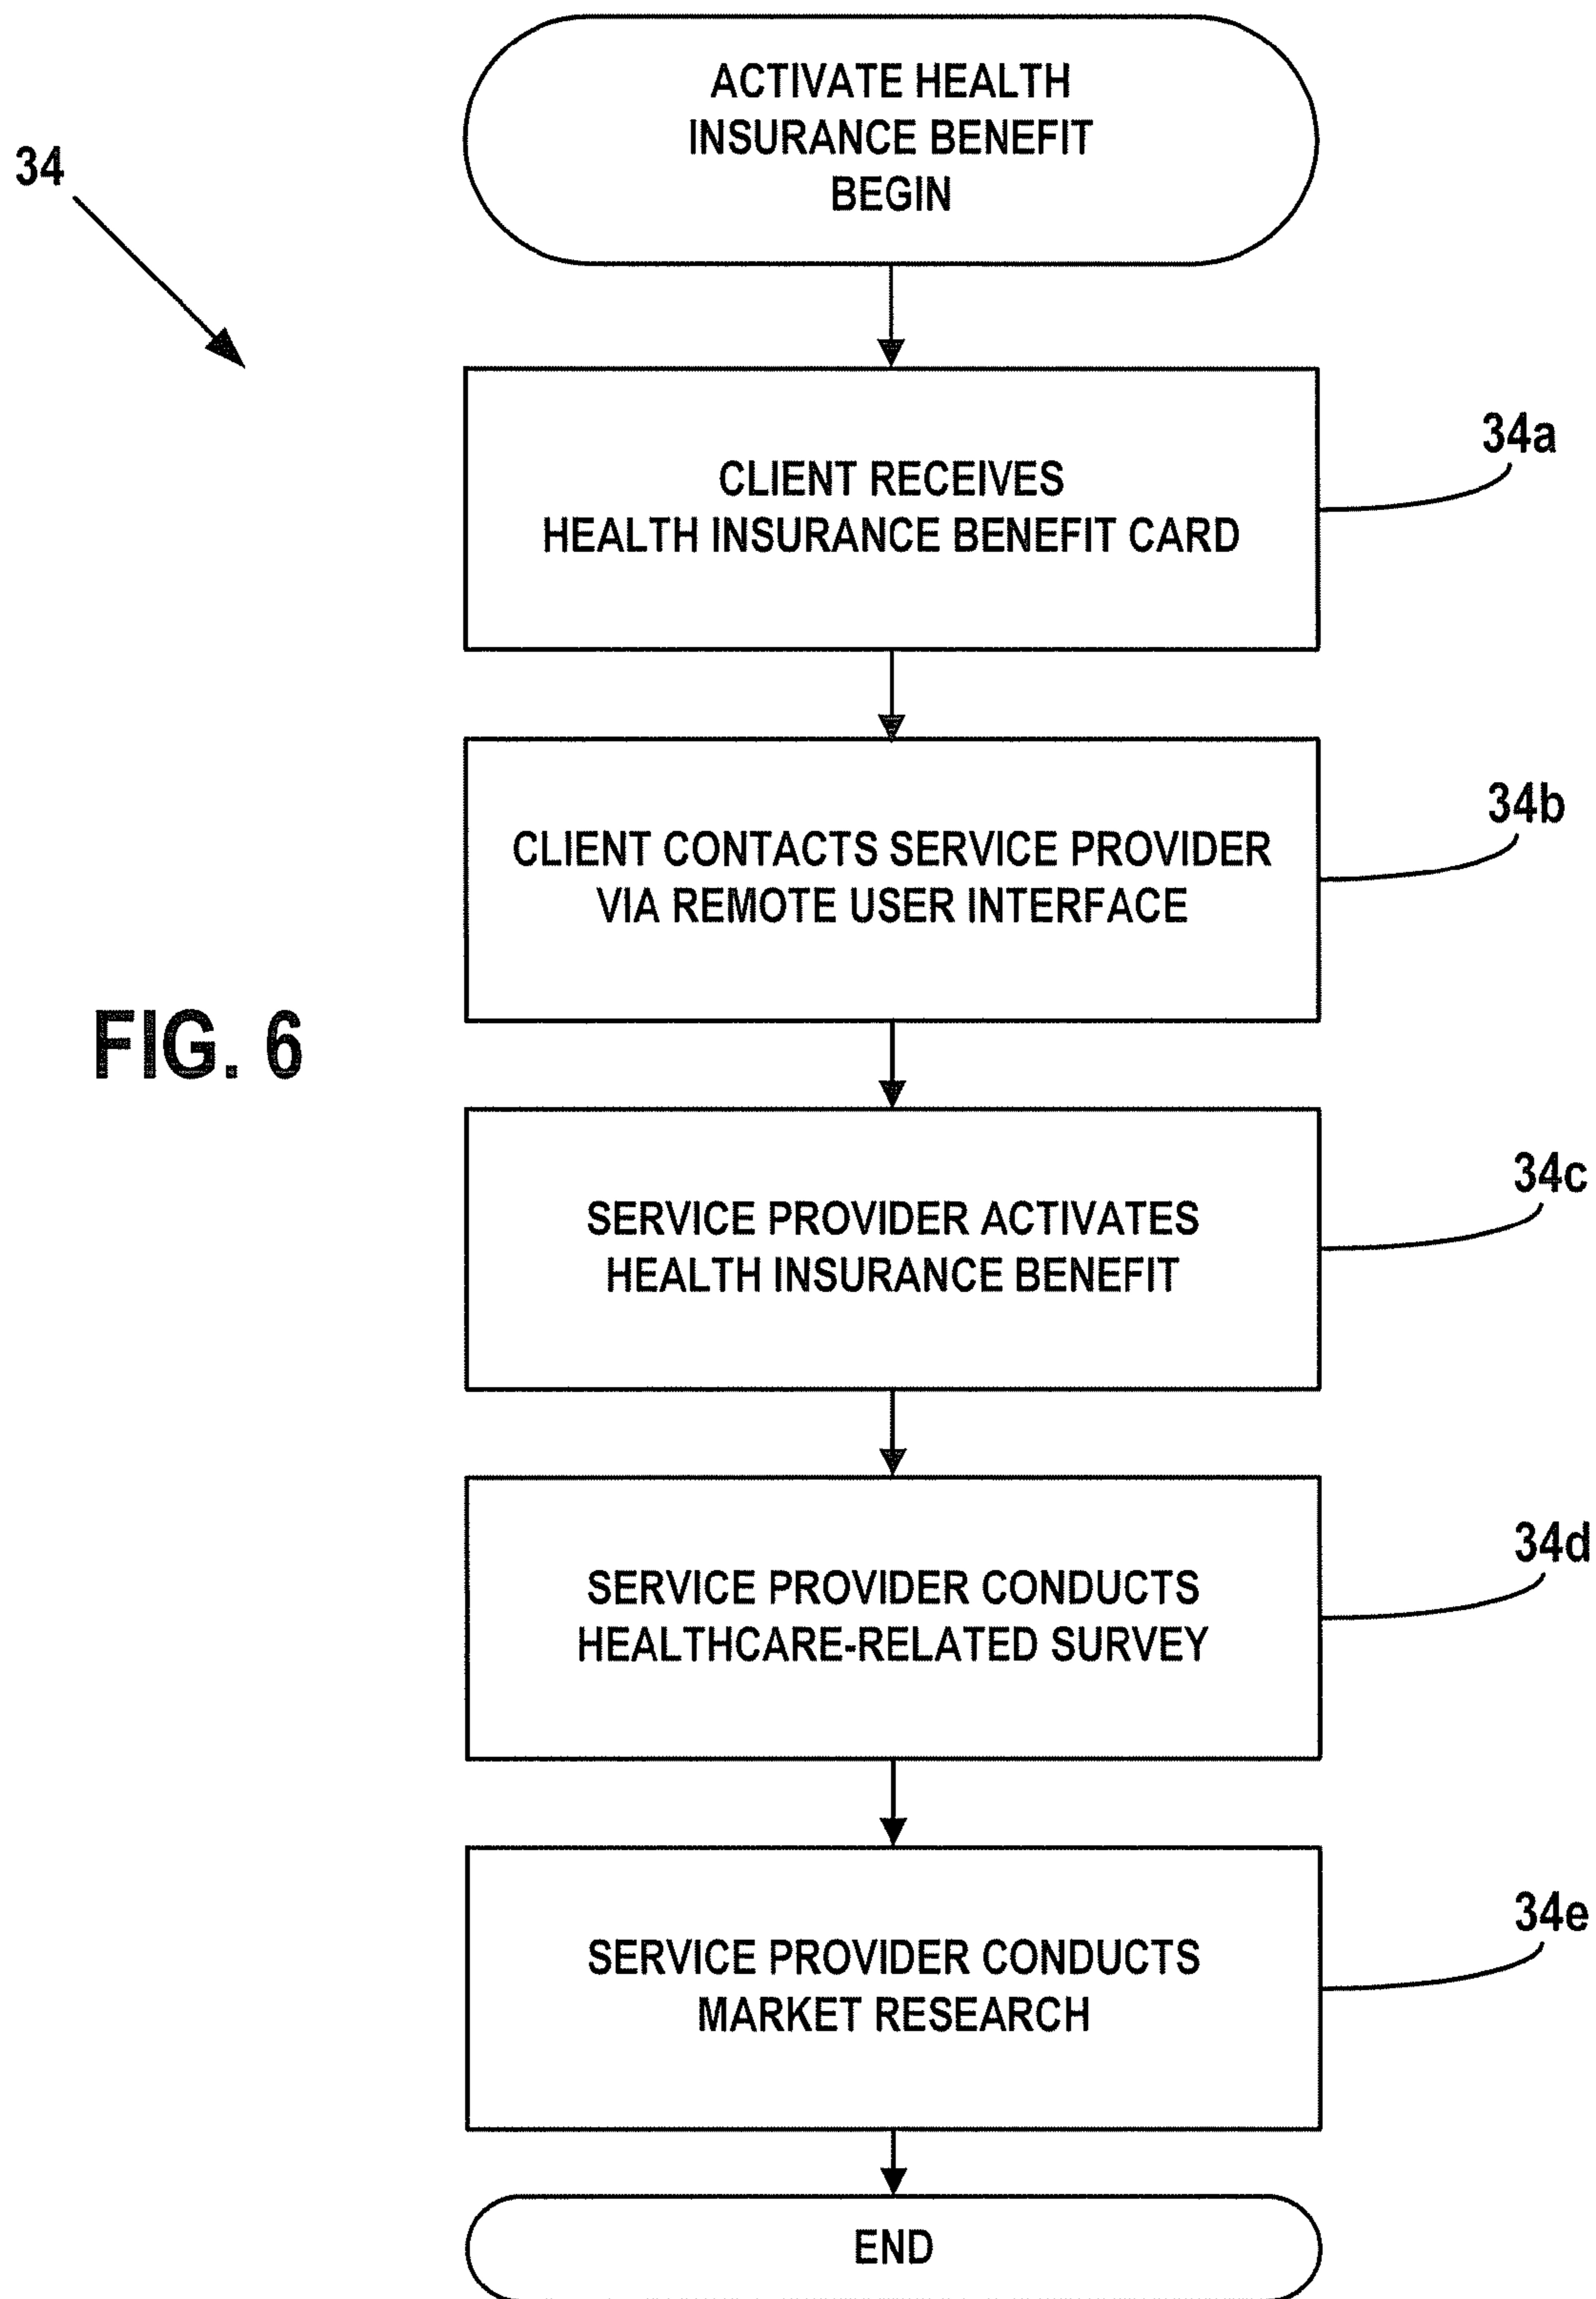 ACTIVATE HEALTH
INSURANCE BENEFIT
BEGIN
34
CLIENT RECEIVES
HEALTH INSURANCE BENEFIT CARD
34a
CLIENT CONTACTS SERVICE PROVIDER
VIA REMOTE USER INTERFACE
34b
FIG. 6
SERVICE PROVIDER ACTIVATES
HEALTH INSURANCE BENEFIT
34c
SERVICE PROVIDER CONDUCTS
HEALTHCARE-RELATED SURVEY
34d
SERVICE PROVIDER CONDUCTS
MARKET RESEARCH
34e
END